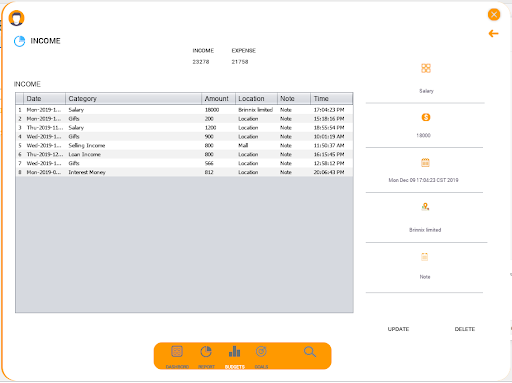 INCOME
INCOME EXPENSE
23278 21758
INCOME
Date Category Amount Location Note Time
1 Mon-2019-1... Salary 18000 Brinnix limited Note 17:04:23 PM
2 Mon-2019-1... Gifts 200 Location Note 15:18:16 PM
3 Thu-2019-11... Salary 1200 Location Note 18:55:54 PM
4 Wed-2019-1... Gifts 900 Location Note 10:01:19 AM
5 Wed-2019-1... Selling Income 800 Mall Note 11:50:37 AM
6 Thu-2019-12... Loan Income 800 Location Note 16:15:45 PM
7 Wed-2019-1... Gifts 566 Location Note 12:58:12 PM
8 Mon-2019-0... Interest Money 812 Location Note 20:06:43 PM
Salary
18000
Mon Dec 09 17:04:23 CST 2019
Brinnix limited
Note
UPDATE DELETE
DASHBOARD REPORT BUDGETS GOALS